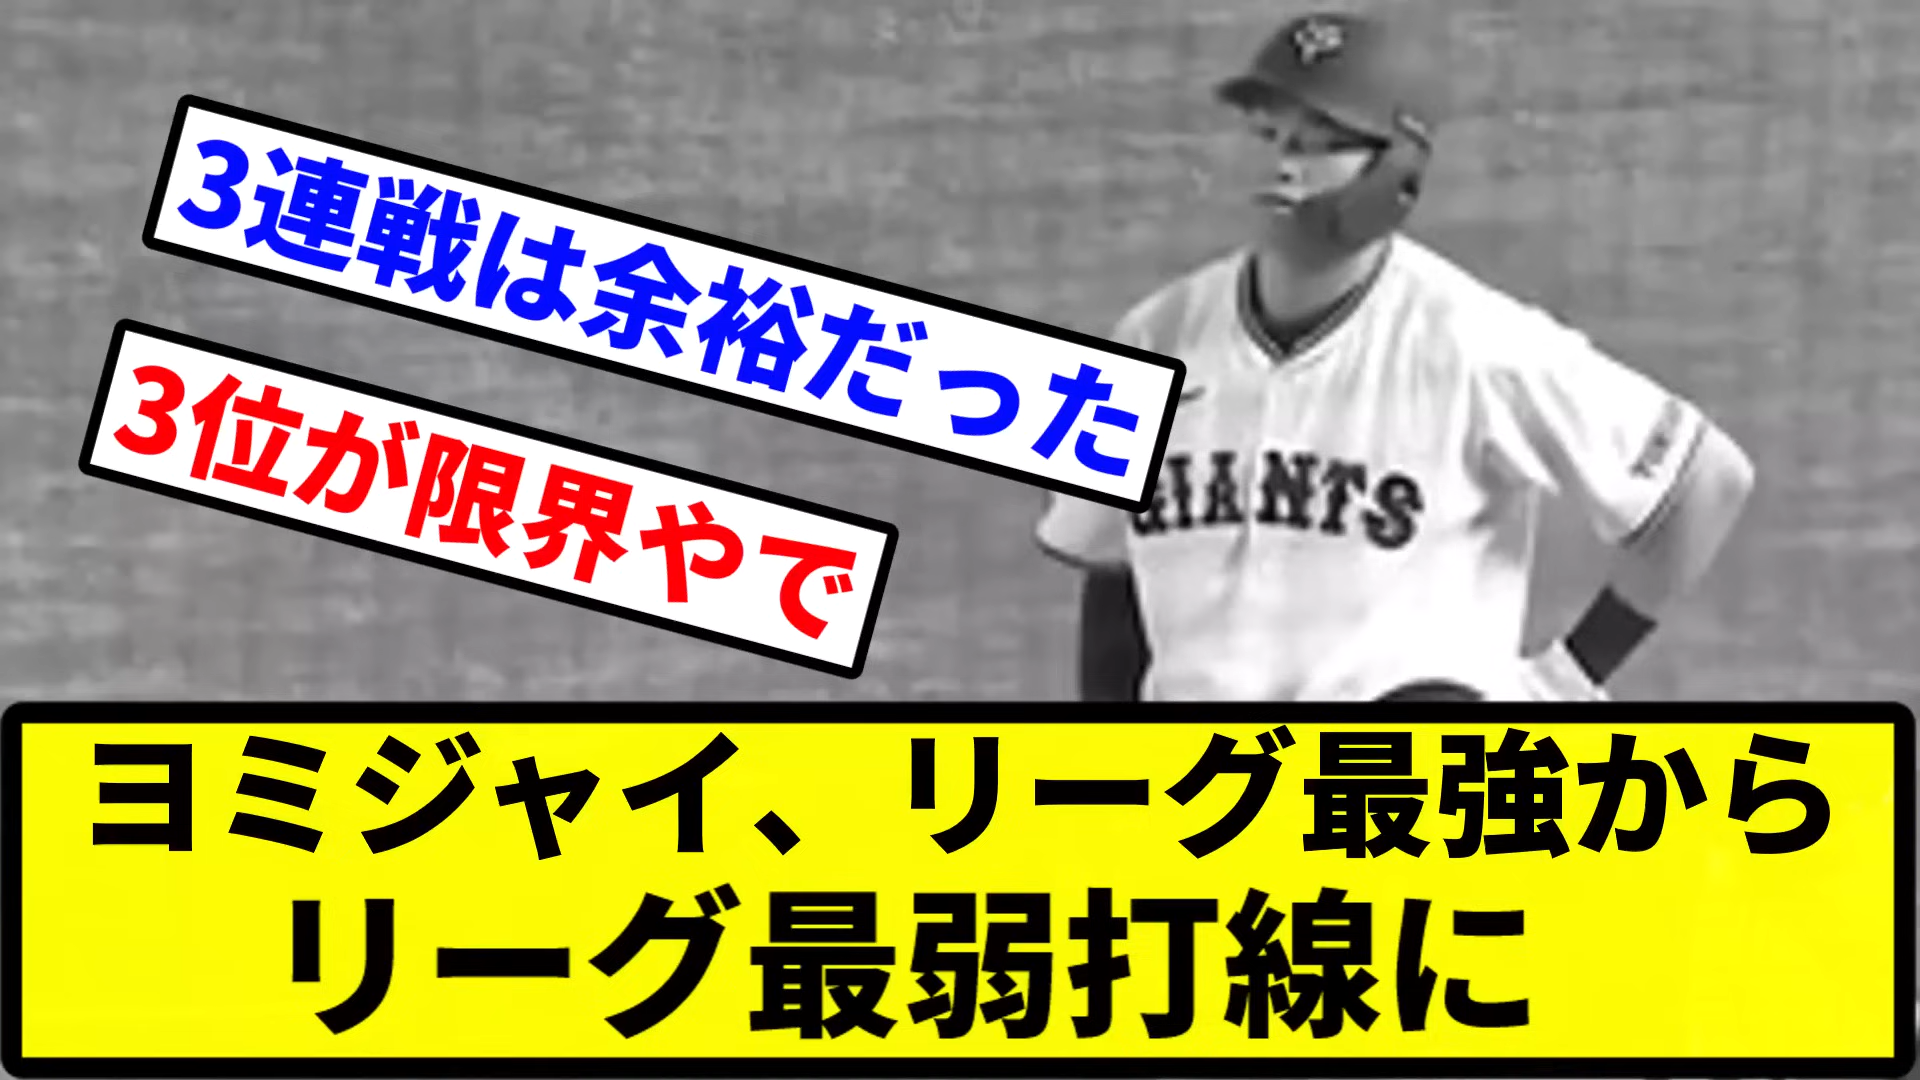 3連戦は余裕だった
3位が限界やで
GIANTS
ヨミジャイ、リーグ最強から
リーグ最弱打線に